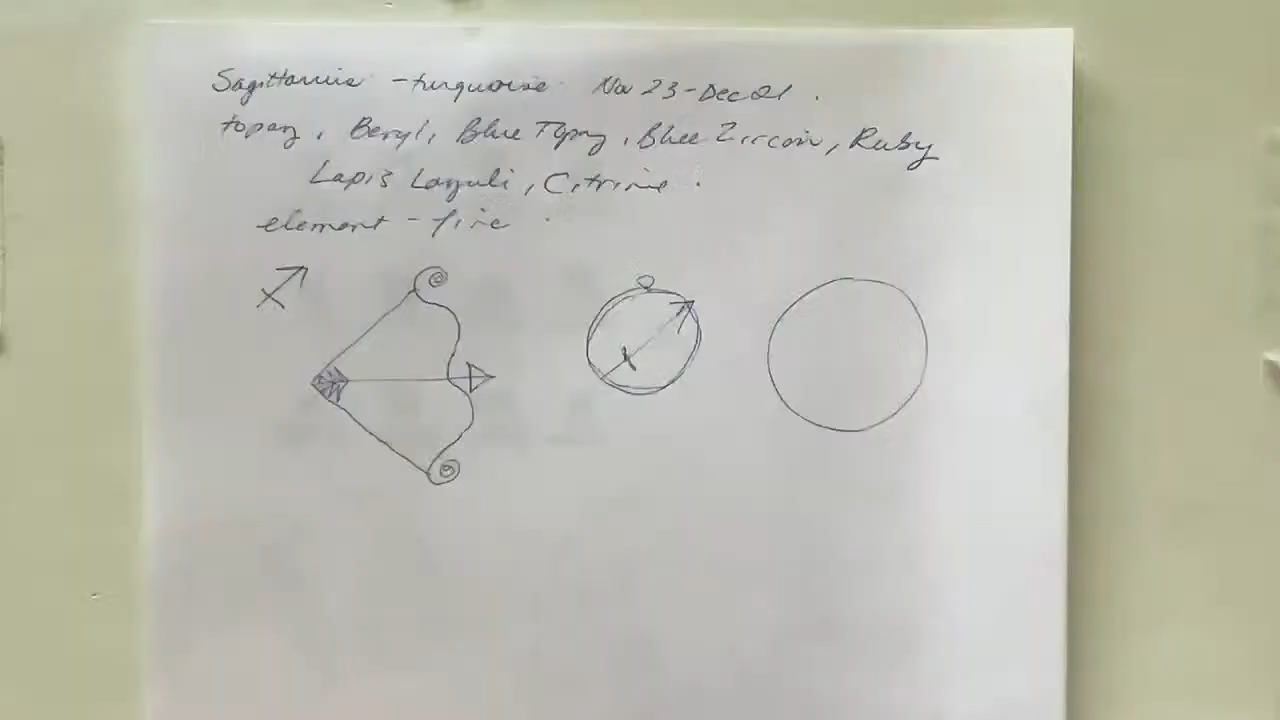 Sagittarius - turquoise Nov 23-Dec 21.
topaz, Beryl, Blue Topaz, Blue Zircon, Ruby
Lapis Lazuli, Citrine.
element - fire